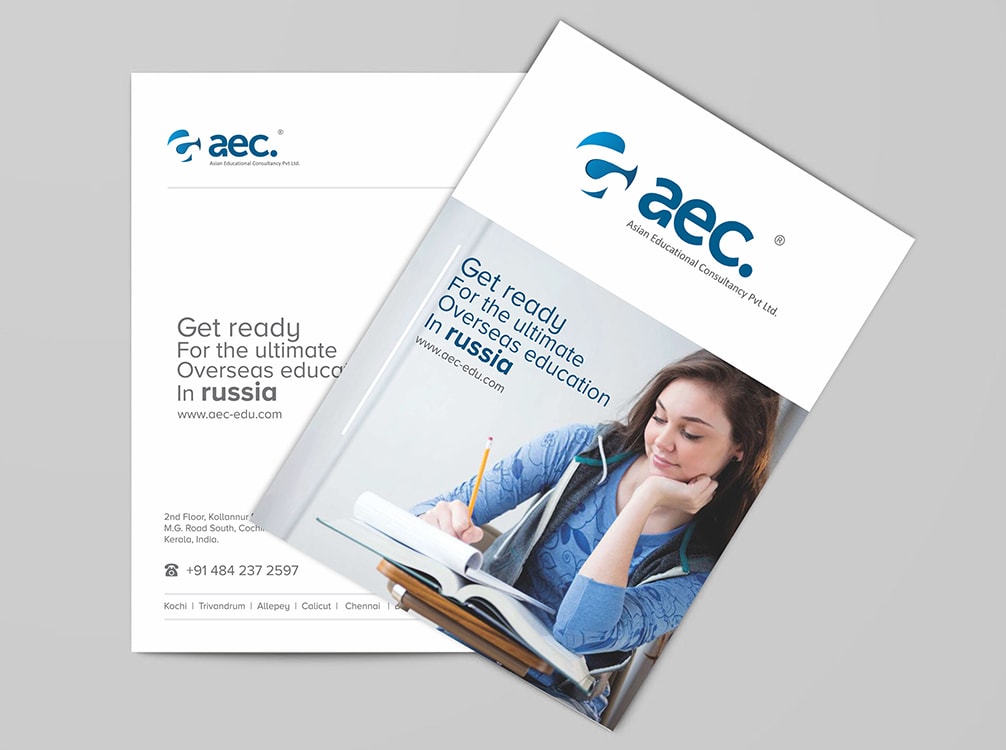 aec.®
Asian Educational Consultancy Pvt Ltd.
Get ready
For the ultimate
Overseas
In russia
www.aec-edu.com
2nd Floor, Kollannur
M.G. Road South,
Kerala, India.
☎ +91 484 237 2597
Kochi | Trivandrum | Allepey | Calicut | Chennai |
aec.®
Asian Educational Consultancy Pvt Ltd.
Get ready
For the ultimate
Overseas education
In russia
www.aec-edu.com